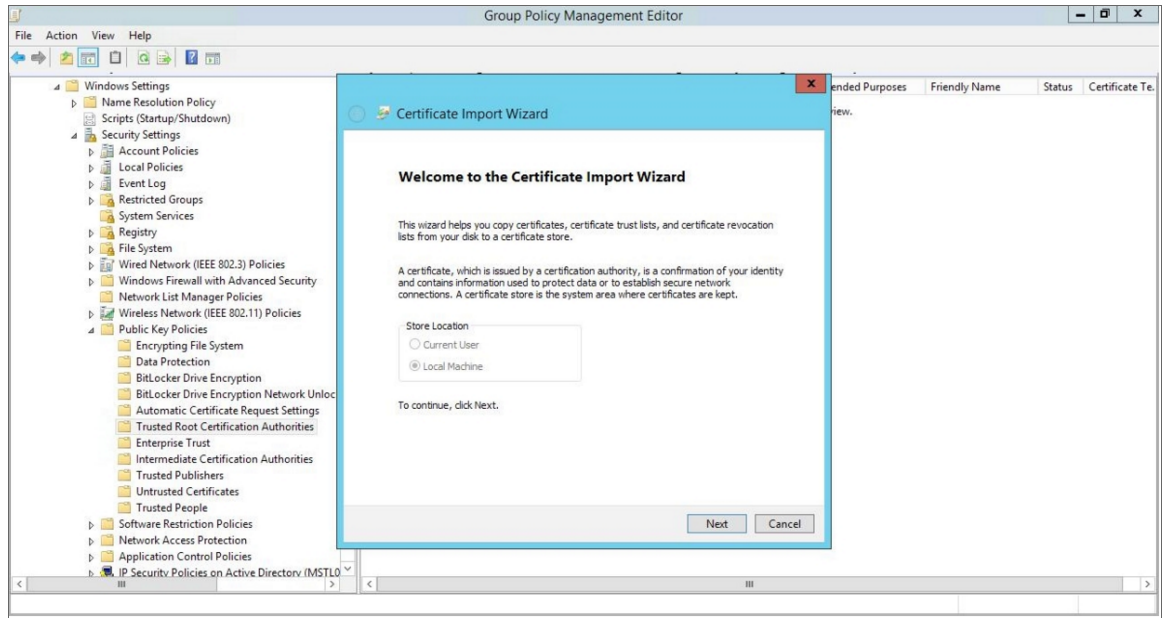 Group Policy Management Editor
File Action View Help
Windows Settings
Name Resolution Policy
Scripts (Startup/Shutdown)
Security Settings
Account Policies
Local Policies
Event Log
Restricted Groups
System Services
Registry
File System
Wired Network (IEEE 802.3) Policies
Windows Firewall with Advanced Security
Network List Manager Policies
Wireless Network (IEEE 802.11) Policies
Public Key Policies
Encrypting File System
Data Protection
BitLocker Drive Encryption
BitLocker Drive Encryption Network Unloc
Automatic Certificate Request Settings
Trusted Root Certification Authorities
Enterprise Trust
Intermediate Certification Authorities
Trusted Publishers
Untrusted Certificates
Trusted People
Software Restriction Policies
Network Access Protection
Application Control Policies
IP Security Policies on Active Directory (MSTLO
ended Purposes Friendly Name Status Certificate Te.
view.
Certificate Import Wizard
Welcome to the Certificate Import Wizard
This wizard helps you copy certificates, certificate trust lists, and certificate revocation
lists from your disk to a certificate store.
A certificate, which is issued by a certification authority, is a confirmation of your identity
and contains information used to protect data or to establish secure network
connections. A certificate store is the system area where certificates are kept.
Store Location
Current User
Local Machine
To continue, click Next.
Next Cancel